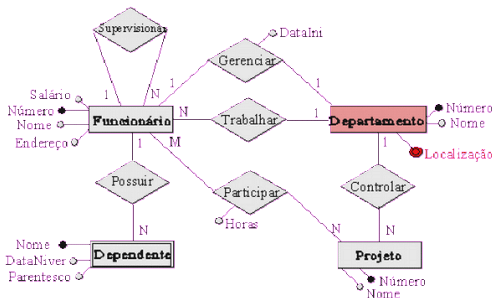 Supervisionar
DataIni
Gerenciar
1
N
1
1
Salário
Número
Nome
Endereço
Funcionário
N
Trabalhar
1
Departamento
Número
Nome
Localização
1
M
1
Possuir
Participar
Horas
Controlar
N
N
N
Nome
DataNiver
Parentesco
Dependente
Projeto
Número
Nome